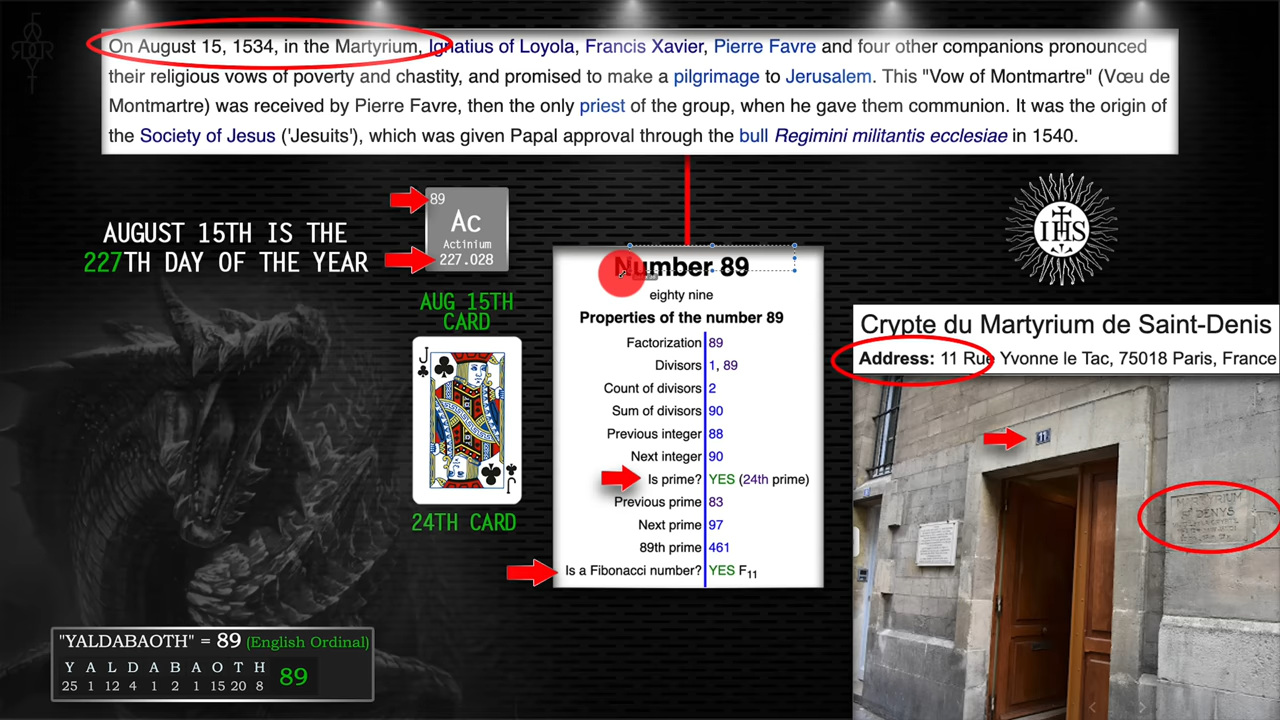 On August 15, 1534, in the Martyrium, Ignatius of Loyola, Francis Xavier, Pierre Favre and four other companions pronounced
their religious vows of poverty and chastity, and promised to make a pilgrimage to Jerusalem. This "Vow of Montmartre" (Vœu de
Montmartre) was received by Pierre Favre, then the only priest of the group, when he gave them communion. It was the origin of
the Society of Jesus ('Jesuits'), which was given Papal approval through the bull Regimini militantis ecclesiae in 1540.
AUGUST 15TH IS THE
227TH DAY OF THE YEAR
89
Ac
Actinium
227.028
AUG 15TH
CARD
J
J
24TH CARD
Number 89
eighty nine
Properties of the number 89
Factorization 89
Divisors 1, 89
Count of divisors 2
Sum of divisors 90
Previous integer 88
Next integer 90
Is prime? YES (24th prime)
Previous prime 83
Next prime 97
89th prime 461
Is a Fibonacci number? YES F11
IHS
Crypte du Martyrium de Saint-Denis
Address: 11 Rue Yvonne le Tac, 75018 Paris, France
11
MARTYRIUM
DENYS
"YALDABAOTH" = 89 (English Ordinal)
Y A L D A B A O T H
25 1 12 4 1 2 1 15 20 8 89